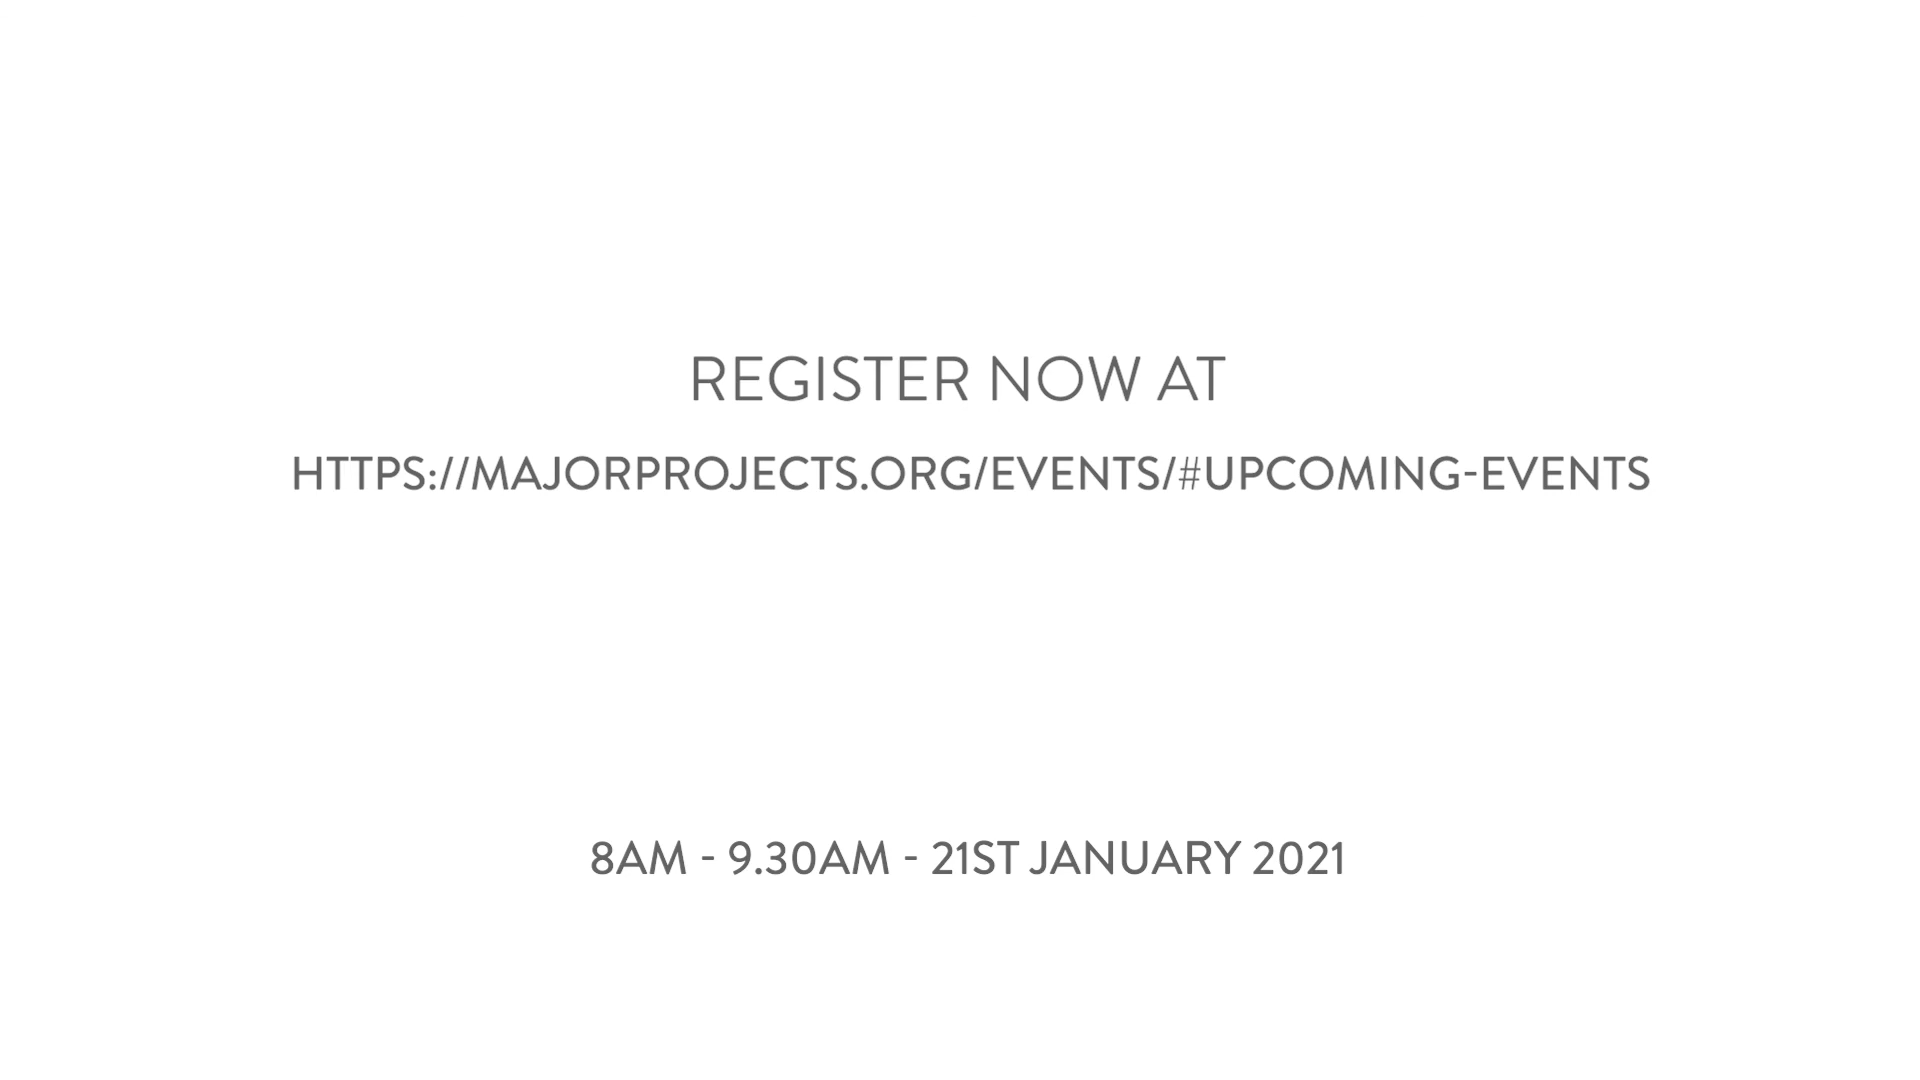 REGISTER NOW AT
HTTPS://MAJORPROJECTS.ORG/EVENTS/#UPCOMING-EVENTS
8AM - 9.30AM - 21ST JANUARY 2021